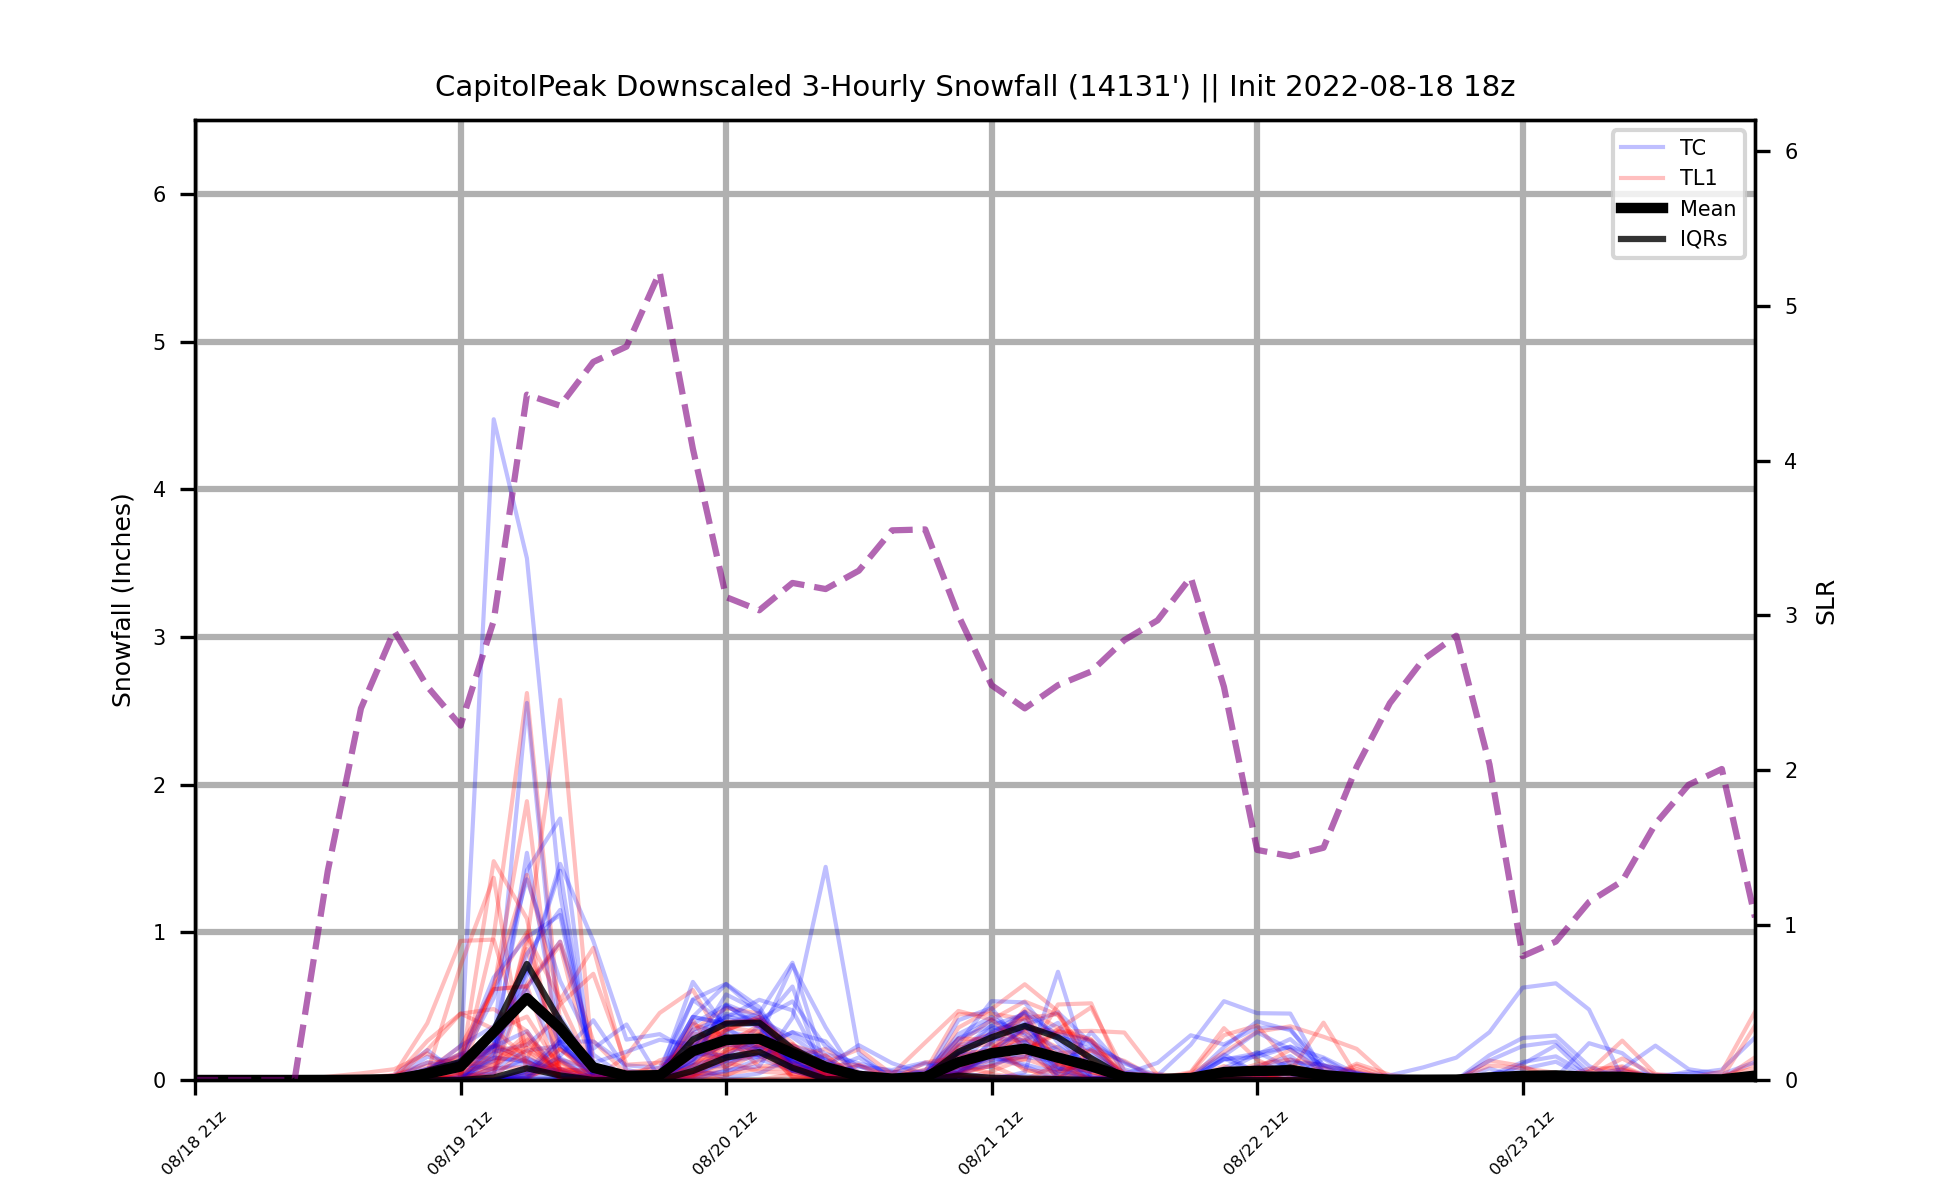 CapitolPeak Downscaled 3-Hourly Snowfall (14131') || Init 2022-08-18 18z
TC
TL1
Mean
IQRs
Snowfall (Inches)
6
5
4
3
2
1
0
SLR
6
5
4
3
2
1
0
08/18 21z
08/19 21z
08/20 21z
08/21 21z
08/22 21z
08/23 21z